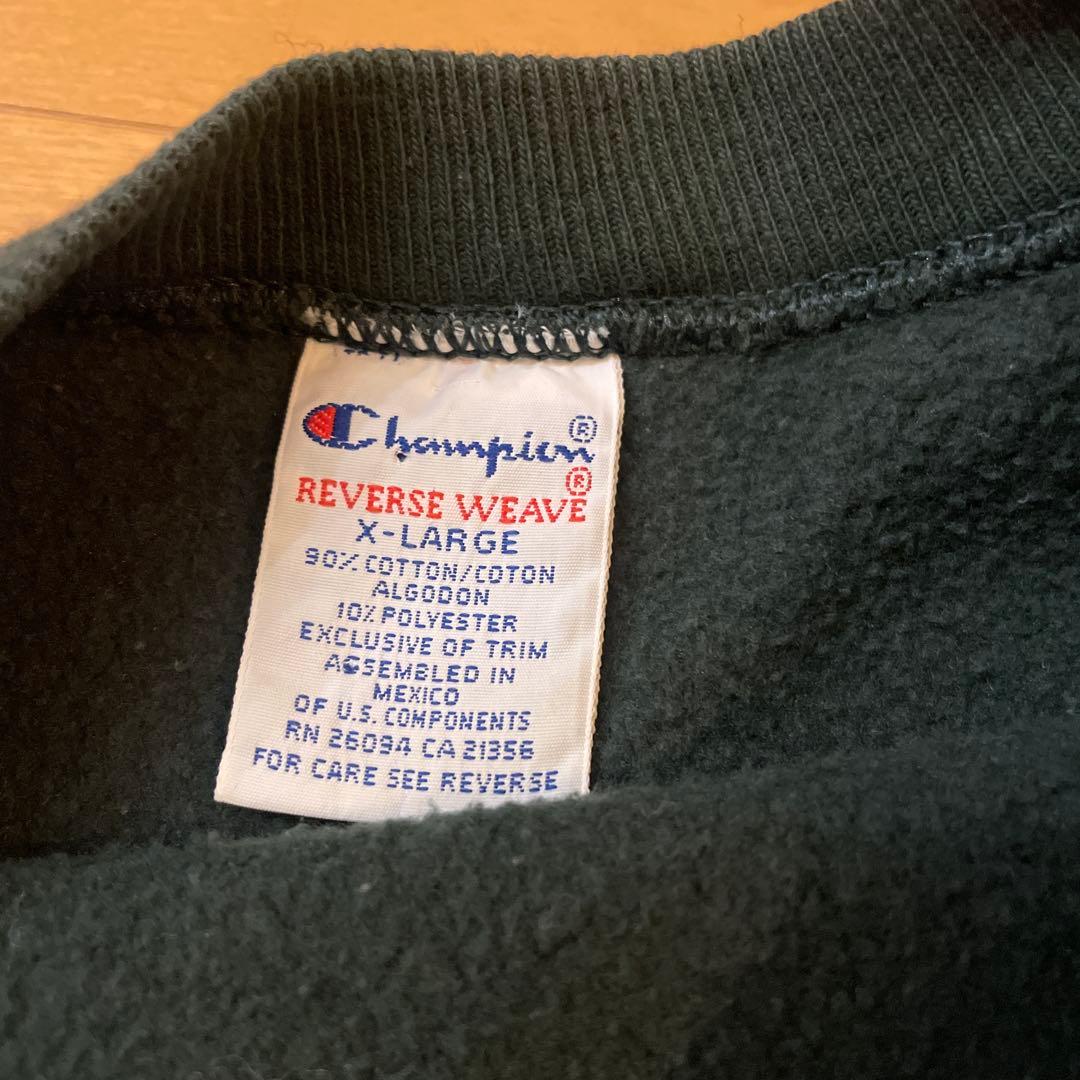 Champion®
REVERSE WEAVE®
X-LARGE
90% COTTON/COTON
ALGODON
10% POLYESTER
EXCLUSIVE OF TRIM
ASSEMBLED IN
MEXICO
OF U.S. COMPONENTS
RN 26094 CA 21356
FOR CARE SEE REVERSE